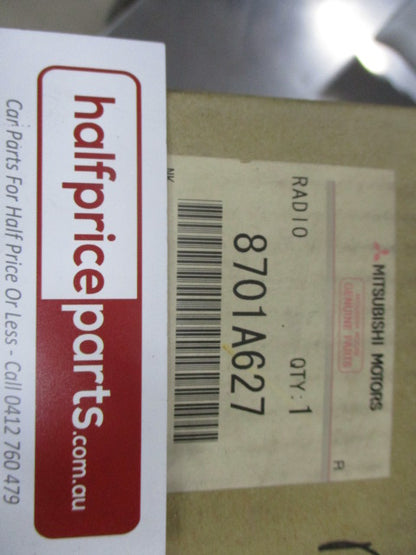 halfpriceparts.com.au
Car Parts For Half Price Or Less - Call 0412 760 479
MITSUBISHI MOTORS
GENUINE PARTS
RADIO QTY:1
8701A627